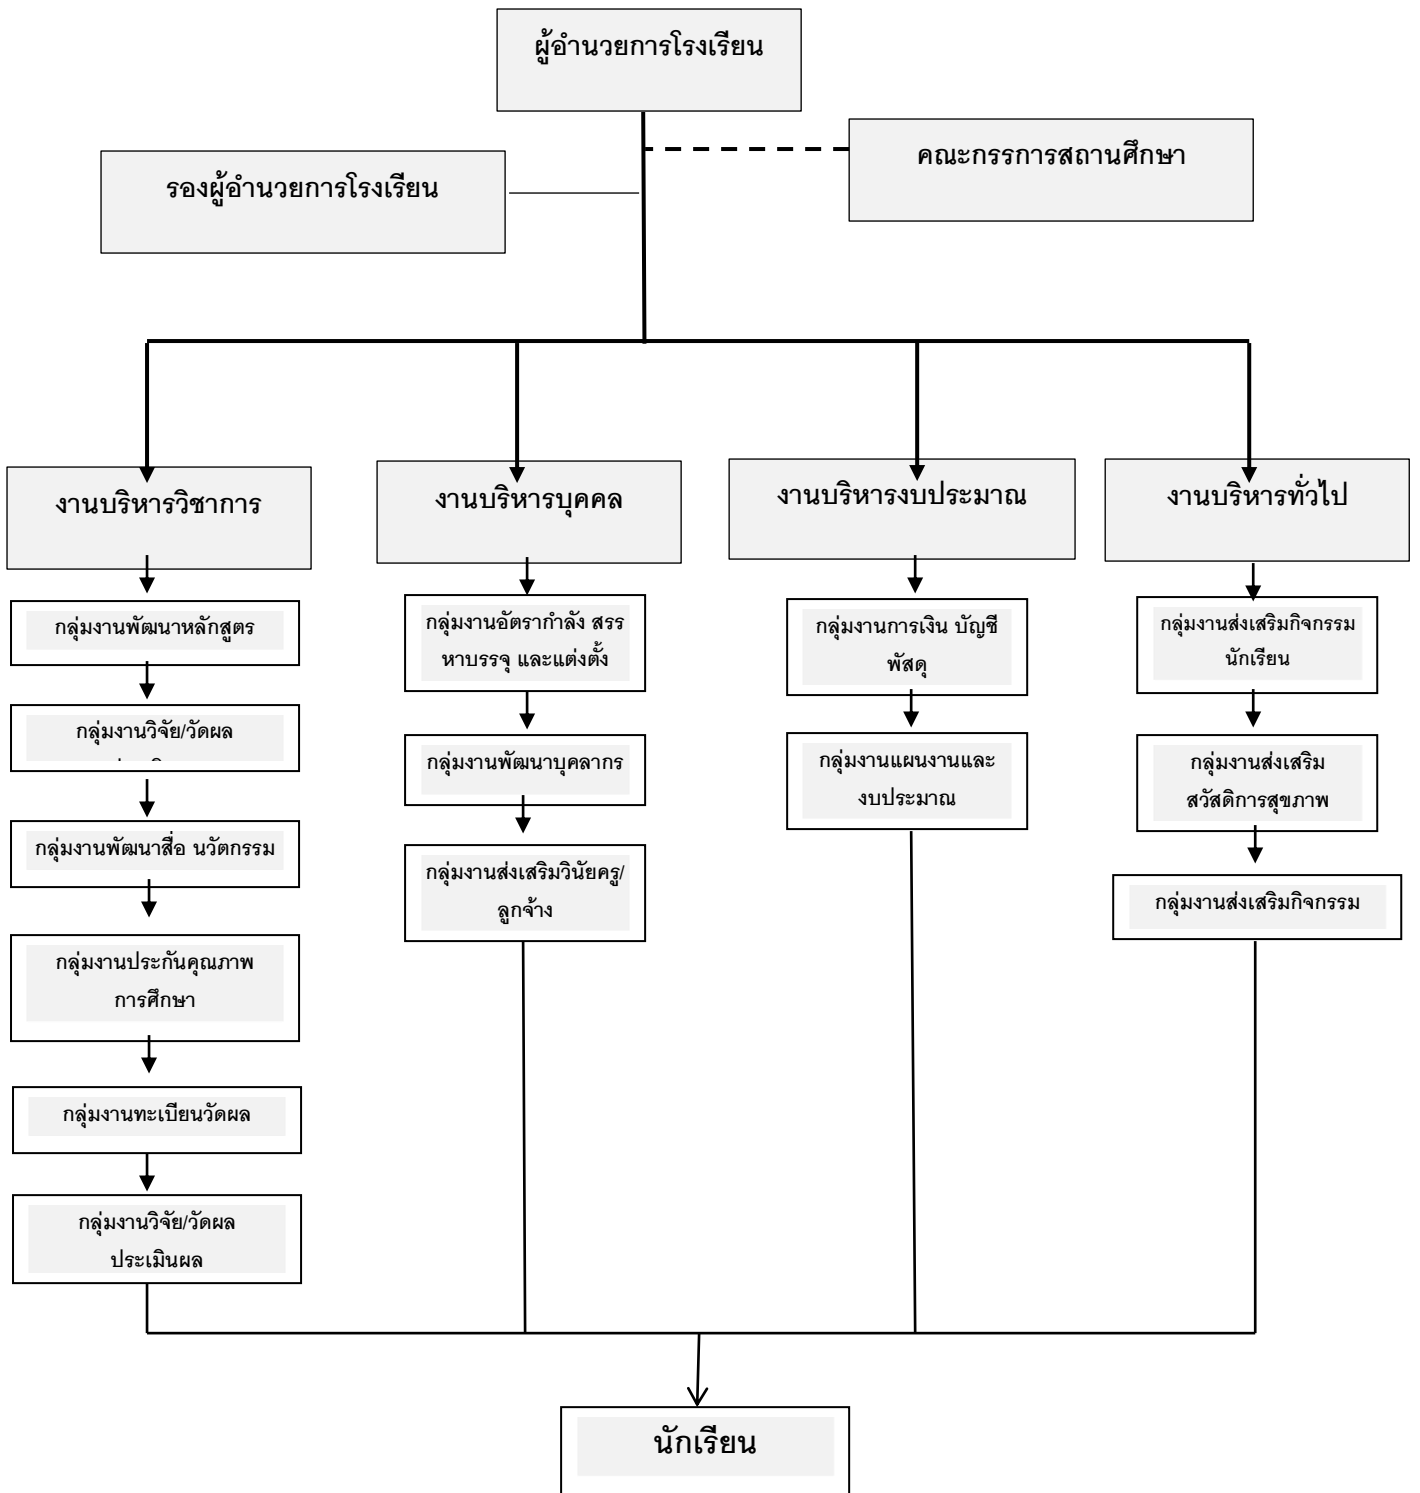 ผู้อำนวยการโรงเรียน
คณะกรรการสถานศึกษา
รองผู้อำนวยการโรงเรียน
งานบริหารวิชาการ
งานบริหารบุคคล
งานบริหารงบประมาณ
งานบริหารทั่วไป
กลุ่มงานพัฒนาหลักสูตร
กลุ่มงานวิจัย/วัดผล
กลุ่มงานพัฒนาสื่อ นวัตกรรม
กลุ่มงานประกันคุณภาพ
การศึกษา
กลุ่มงานทะเบียนวัดผล
กลุ่มงานวิจัย/วัดผล
ประเมินผล
กลุ่มงานอัตรากำลัง สรร
หาบรรจุ และแต่งตั้ง
กลุ่มงานพัฒนาบุคลากร
กลุ่มงานส่งเสริมวินัยครู/
ลูกจ้าง
กลุ่มงานการเงิน บัญชี
พัสดุ
กลุ่มงานแผนงานและ
งบประมาณ
กลุ่มงานส่งเสริมกิจกรรม
นักเรียน
กลุ่มงานส่งเสริม
สวัสดิการสุขภาพ
กลุ่มงานส่งเสริมกิจกรรม
นักเรียน